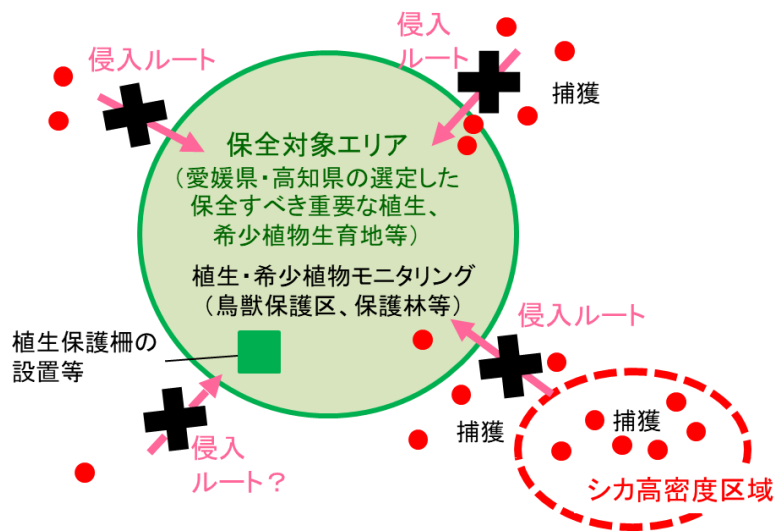 侵入ルート
侵入
ルート
捕獲
保全対象エリア
（愛媛県・高知県の選定した
保全すべき重要な植生、
希少植物生育地等）
植生・希少植物モニタリング
（鳥獣保護区、保護林等）
侵入ルート
植生保護柵の
設置等
捕獲
捕獲
侵入
ルート？
シカ高密度区域